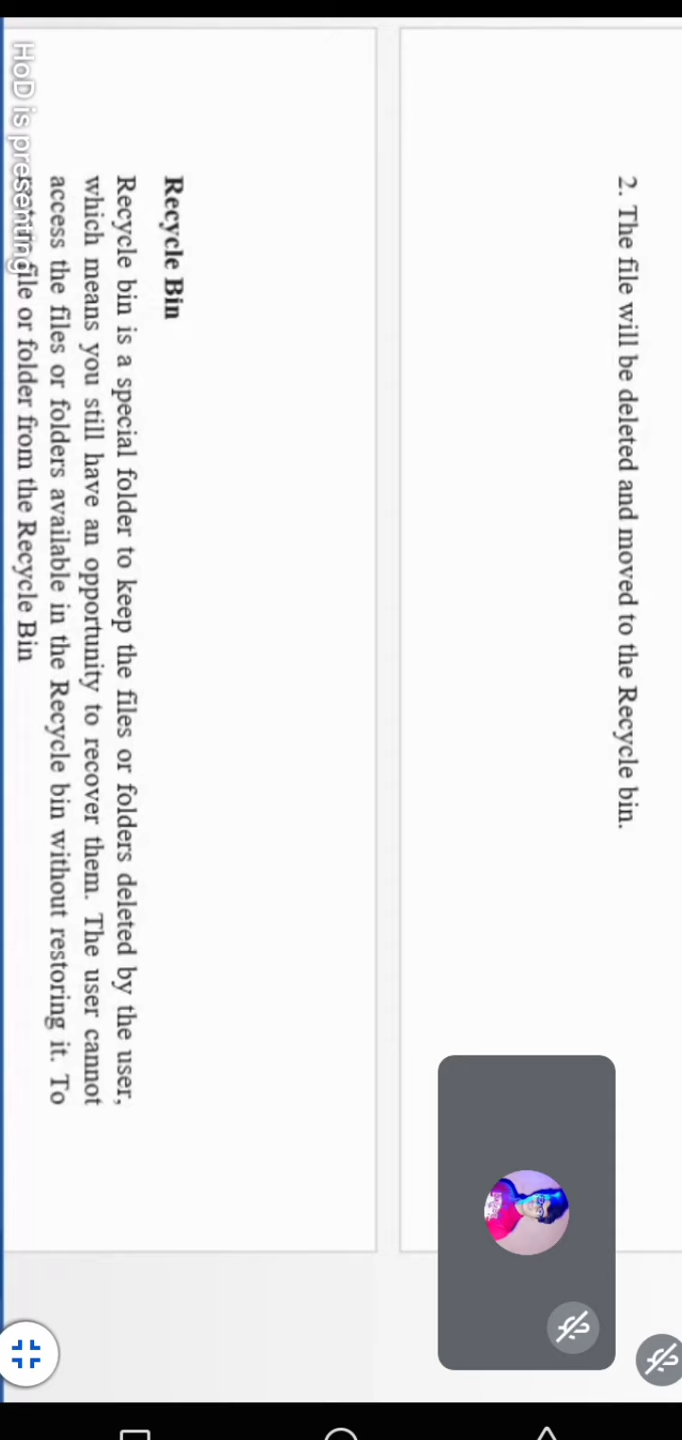 2. The file will be deleted and moved to the Recycle bin.
Recycle Bin
Recycle bin is a special folder to keep the files or folders deleted by the user,
which means you still have an opportunity to recover them. The user cannot
access the files or folders available in the Recycle bin without restoring it. To
file or folder from the Recycle Bin
HoD is presenting